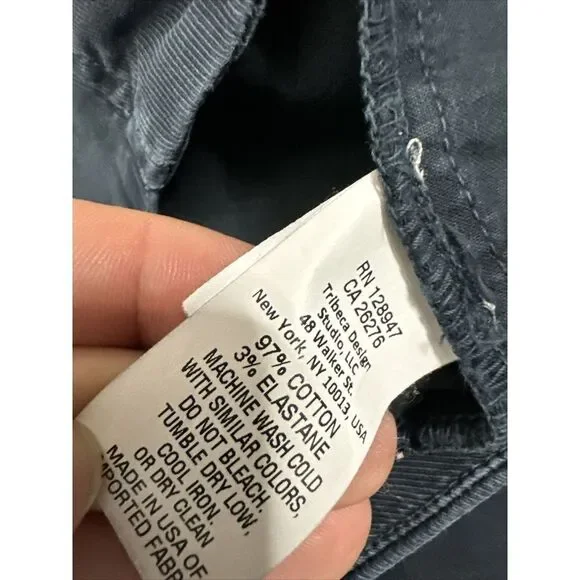 RN 128947
CA 26276
Tribeca Design
Studio, LLC
48 Walker St.
New York, NY 10013, USA
97% COTTON
3% ELASTANE
MACHINE WASH COLD
WITH SIMILAR COLORS,
DO NOT BLEACH,
TUMBLE DRY LOW,
COOL IRON,
OR DRY CLEAN
MADE IN USA OF
IMPORTED FABRI